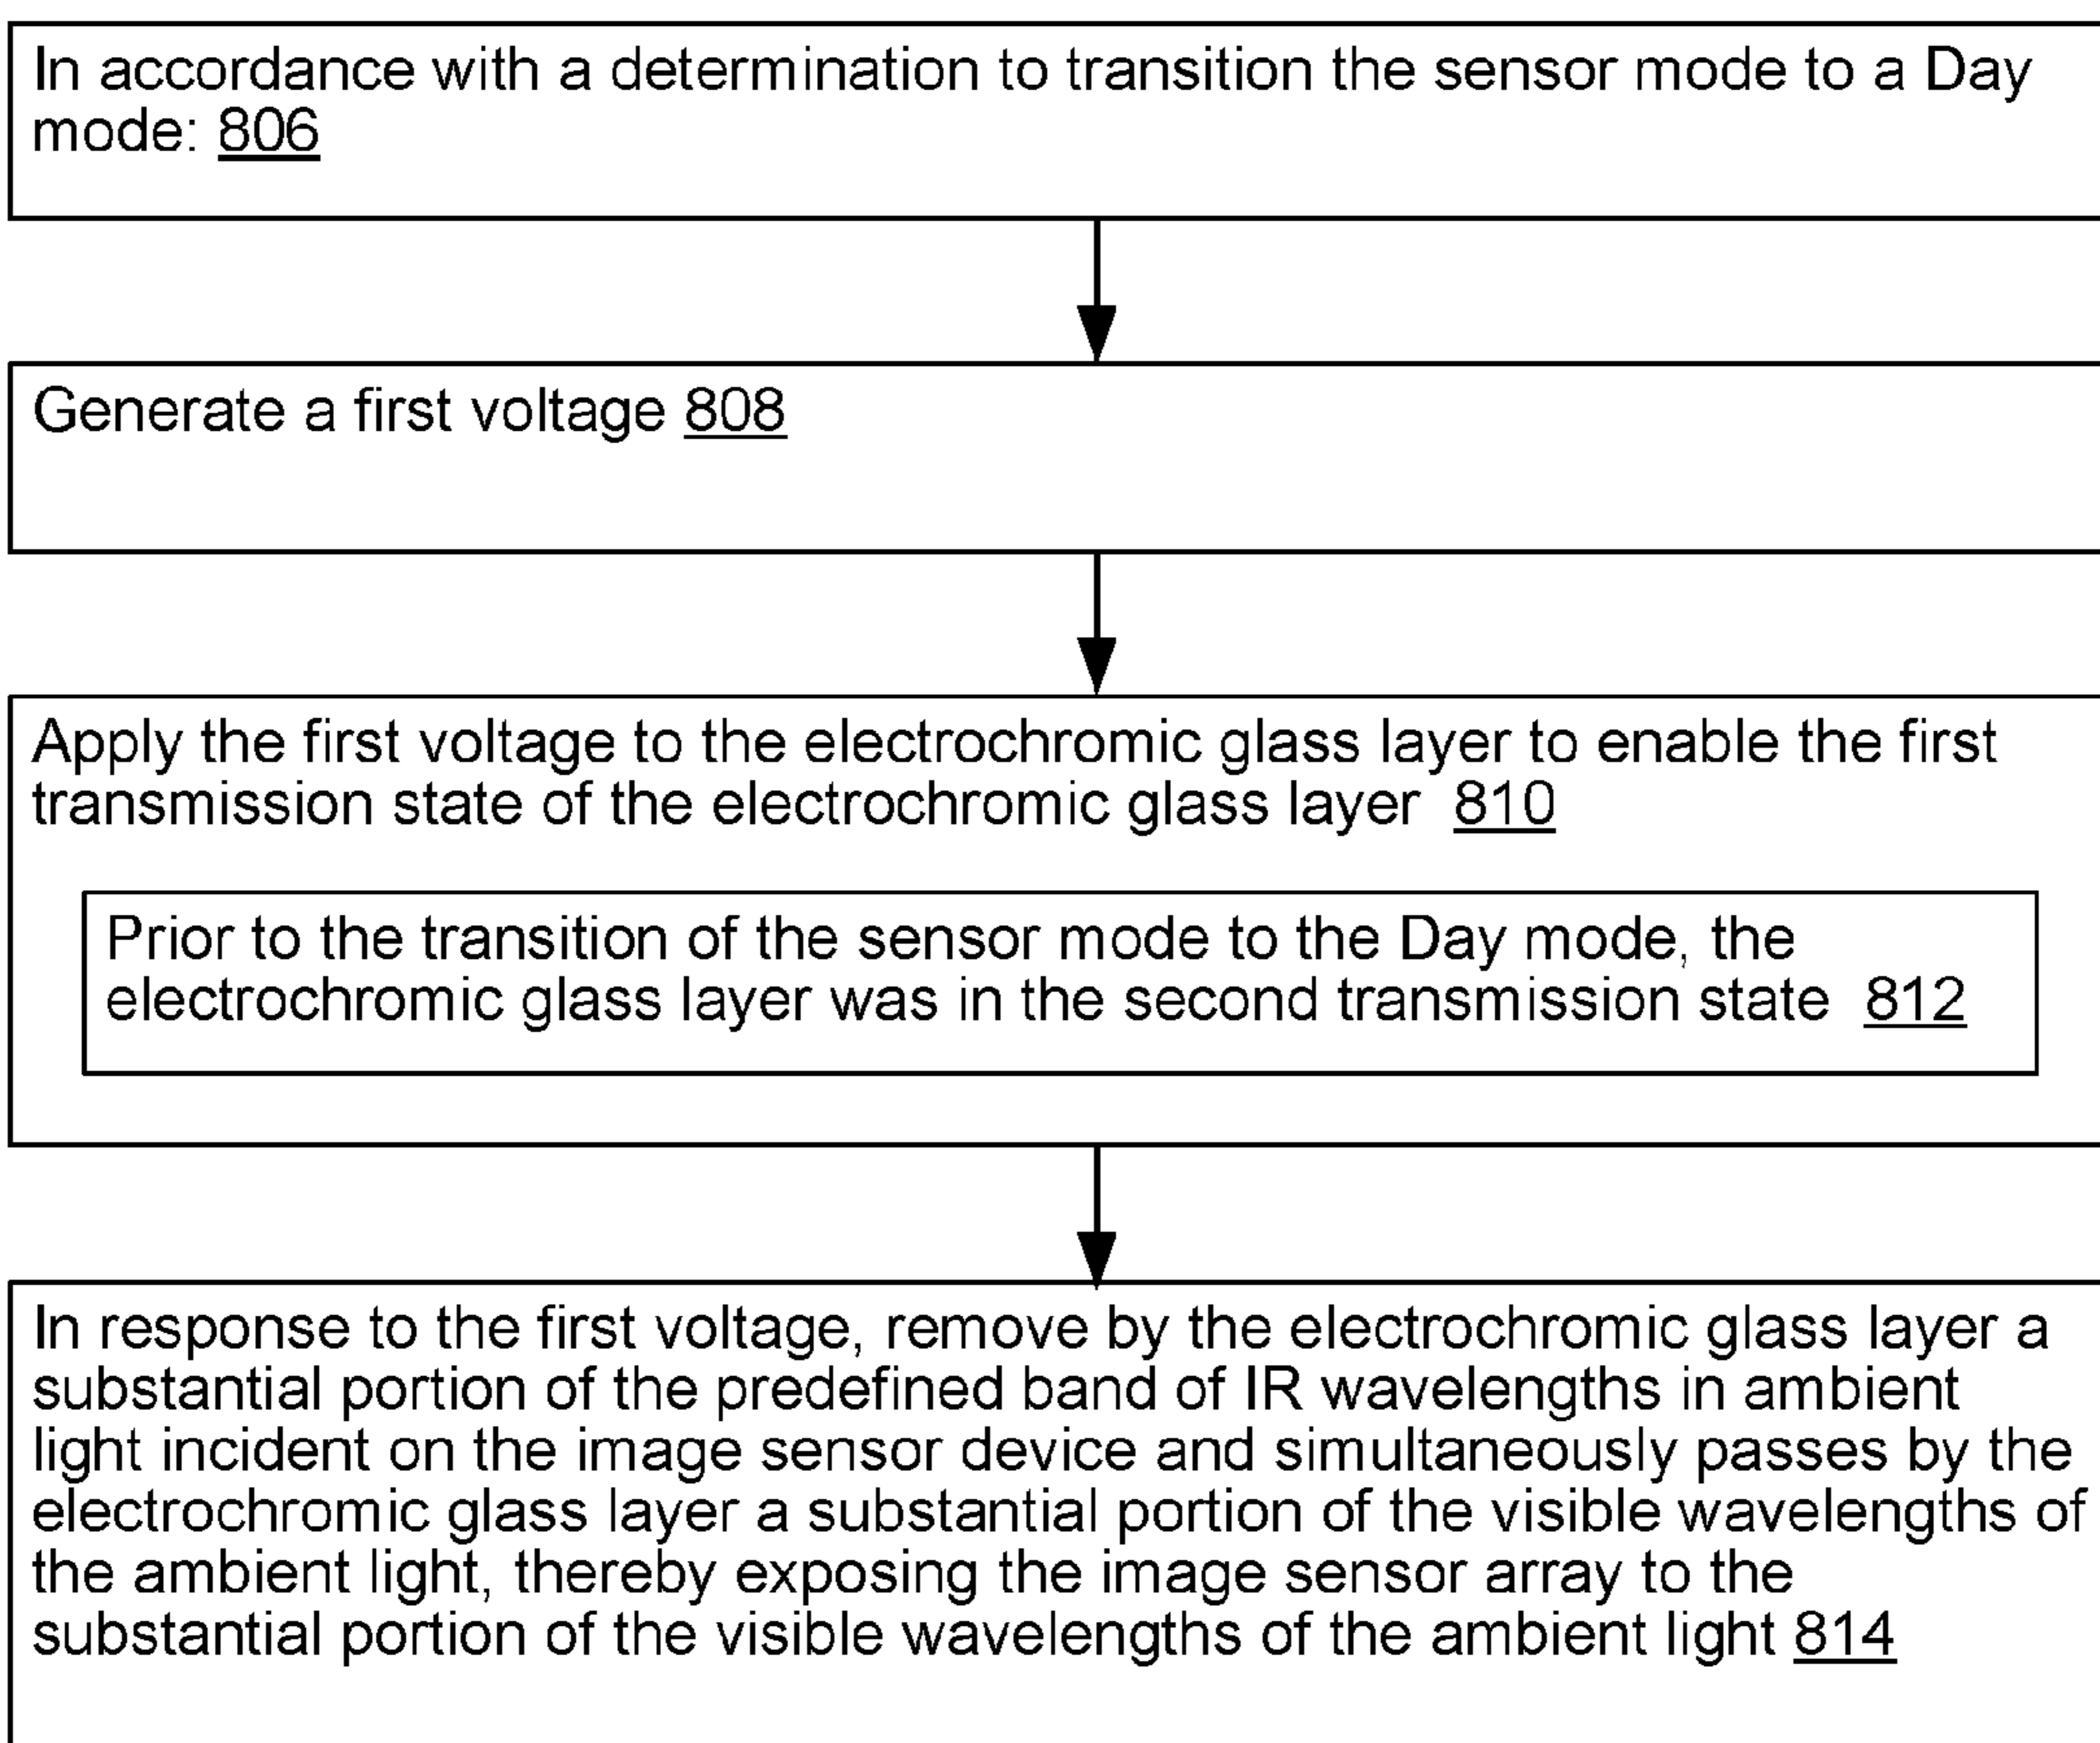 In accordance with a determination to transition the sensor mode to a Day
mode: 806
Generate a first voltage 808
Apply the first voltage to the electrochromic glass layer to enable the first
transmission state of the electrochromic glass layer 810
Prior to the transition of the sensor mode to the Day mode, the
electrochromic glass layer was in the second transmission state 812
In response to the first voltage, remove by the electrochromic glass layer a
substantial portion of the predefined band of IR wavelengths in ambient
light incident on the image sensor device and simultaneously passes by the
electrochromic glass layer a substantial portion of the visible wavelengths of
the ambient light, thereby exposing the image sensor array to the
substantial portion of the visible wavelengths of the ambient light 814